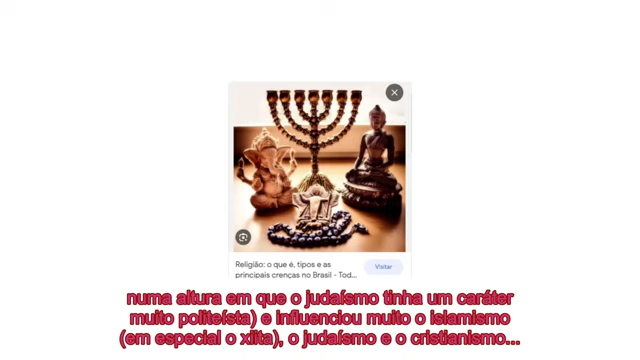 Religião: o que é, tipos e as
principais crenças no Brasil - Tod...
Visitar
numa altura em que o judaísmo tinha um caráter
muito politeísta) e influenciou muito o islamismo
(em especial o xiita), o judaísmo e o cristianismo...